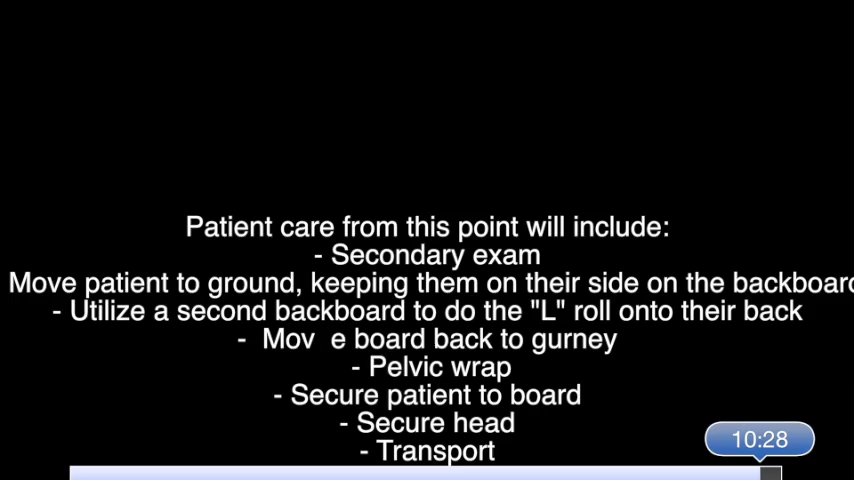 Patient care from this point will include:
- Secondary exam
Move patient to ground, keeping them on their side on the backboard
- Utilize a second backboard to do the "L" roll onto their back
- Mov e board back to gurney
- Pelvic wrap
- Secure patient to board
- Secure head
- Transport
10:28